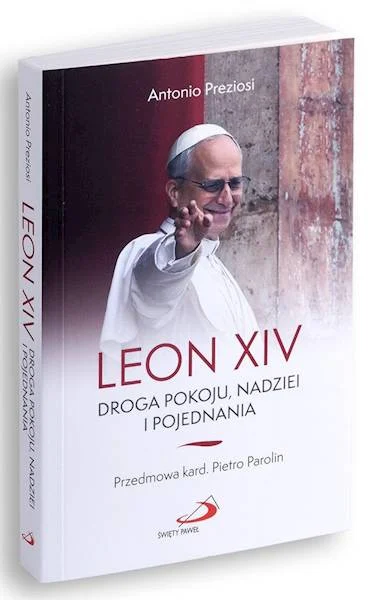 Antonio Preziosi
LEON XIV
DROGA POKOJU, NADZIEI
I POJEDNANIA
Przedmowa kard. Pietro Parolin
ŚWIĘTY PAWEŁ
Antonio Preziosi
LEON XIV
DROGA POKOJU, NADZIEI
I POJEDNANIA